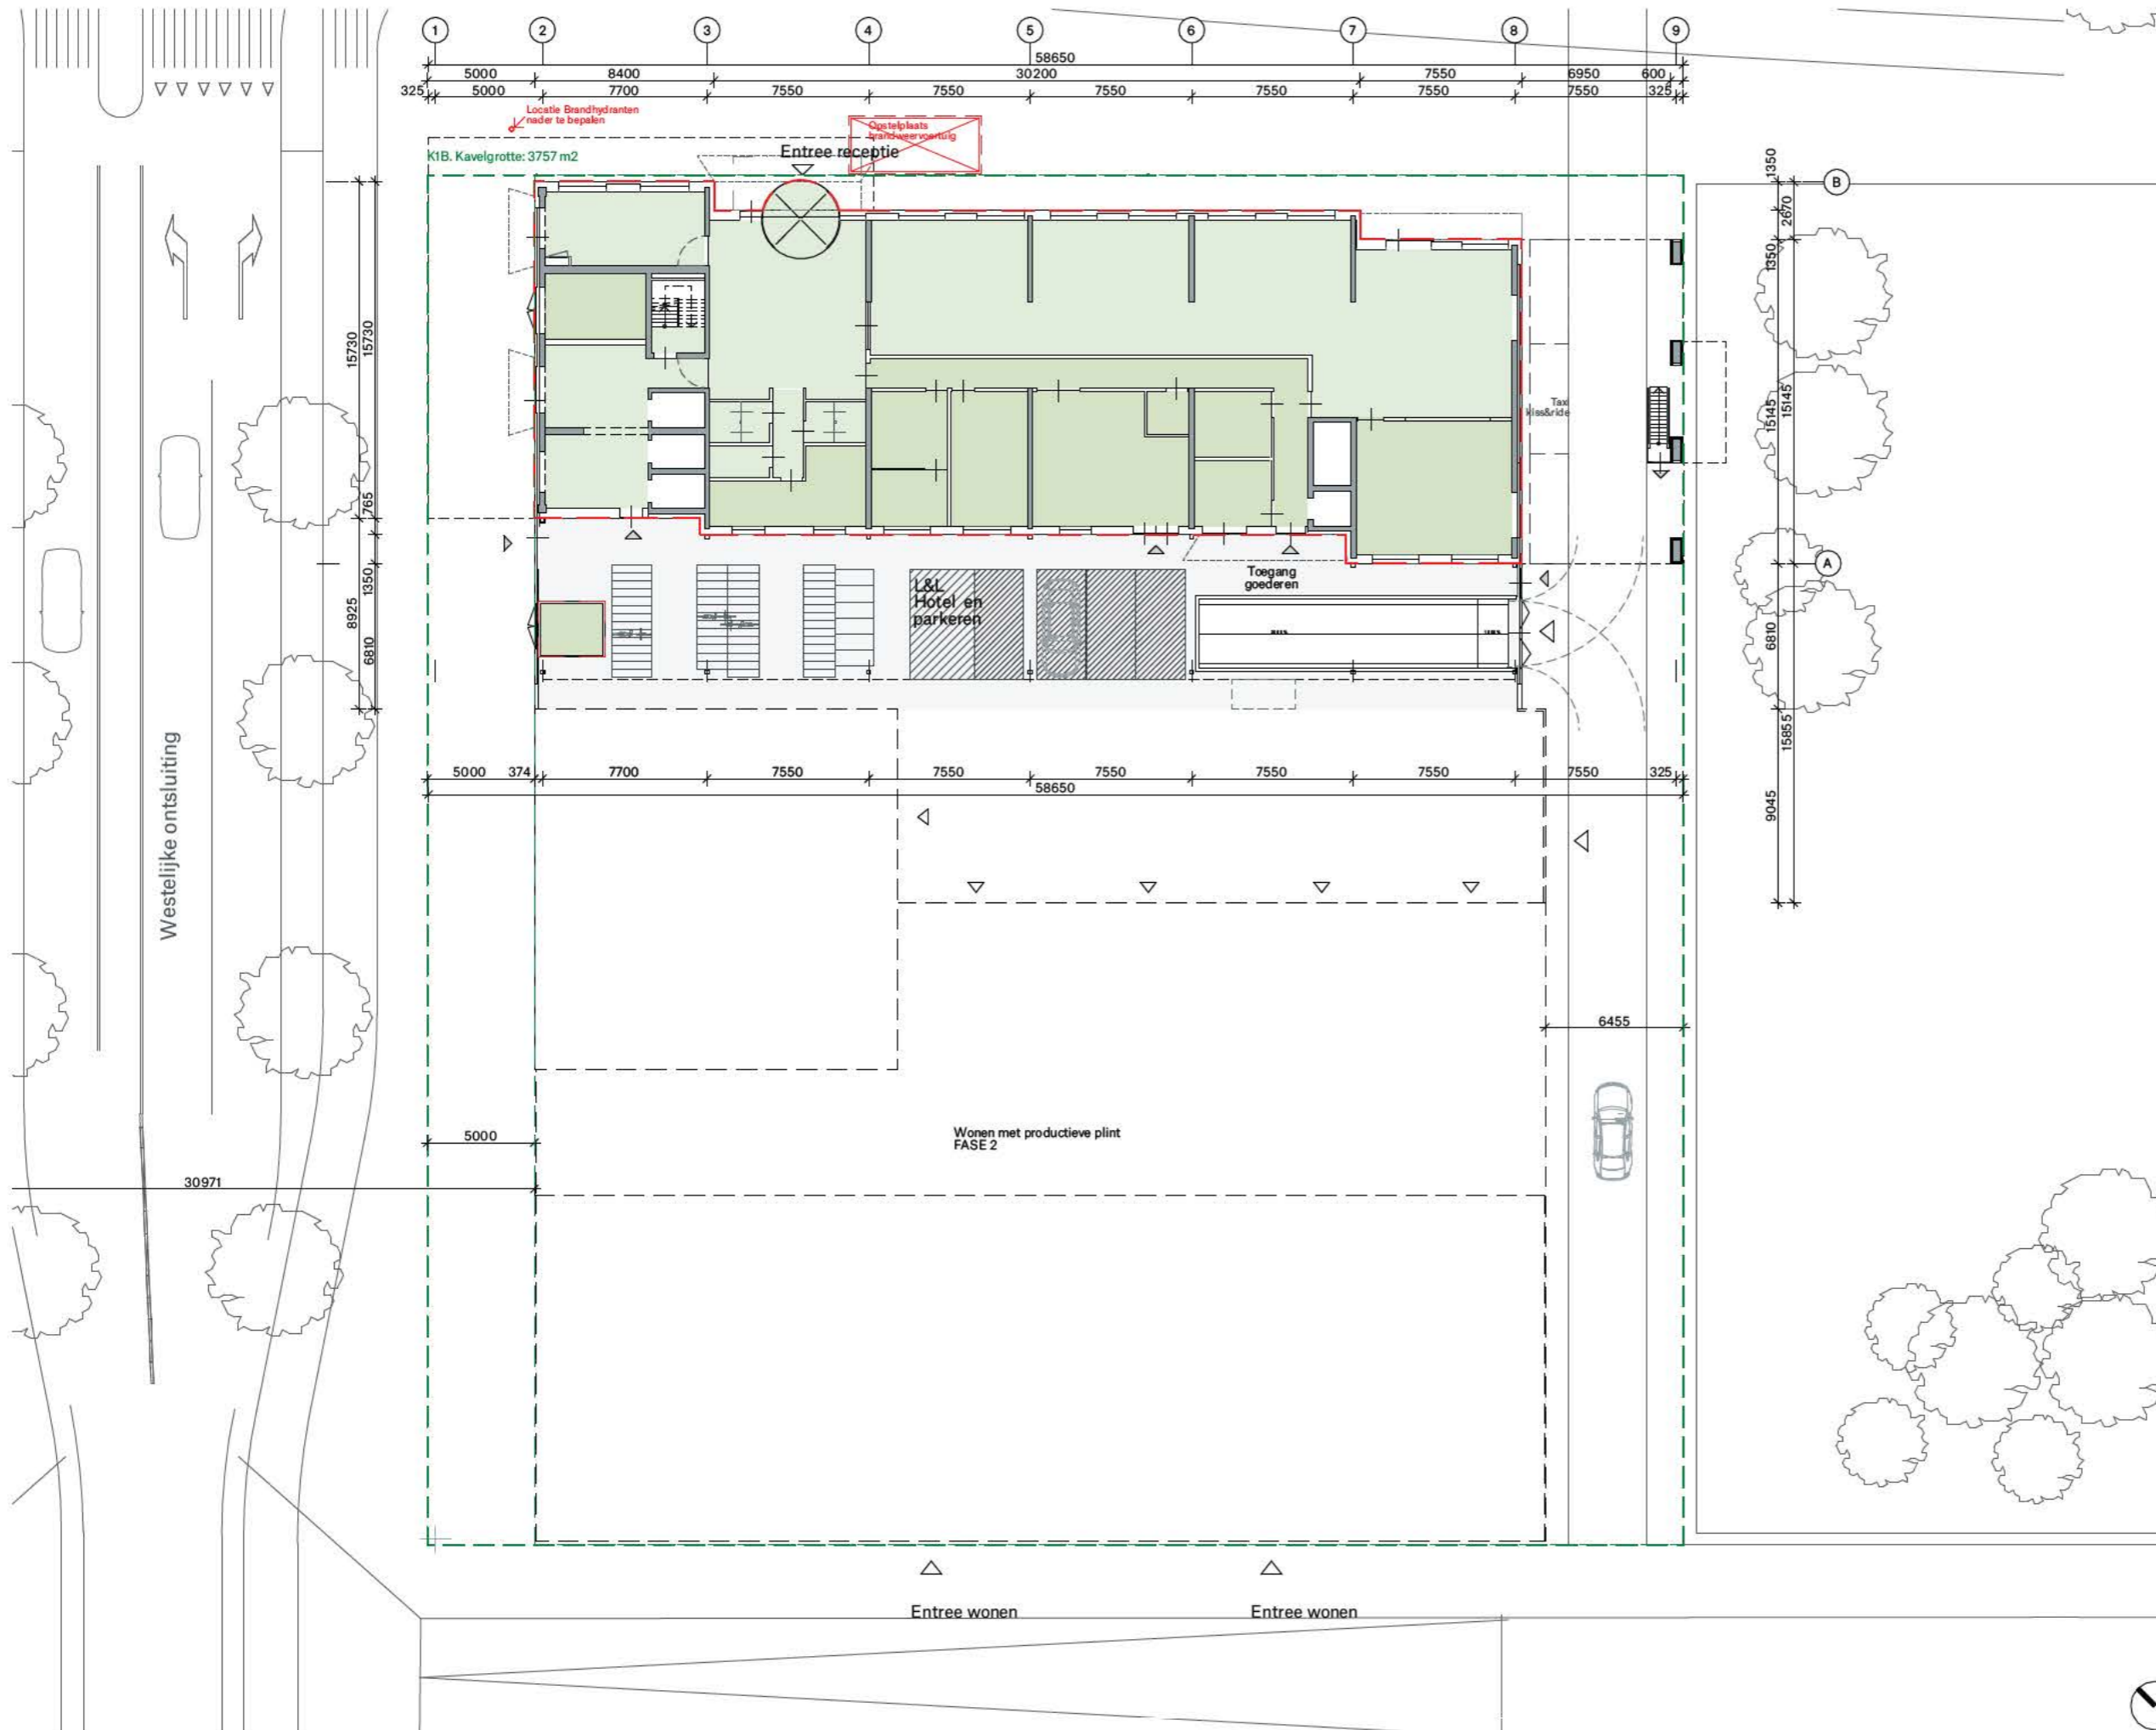 1 2 3 4 5 6 7 8 9
58650
5000 8400 30200 7550 6950 600
325 5000 7700 7550 7550 7550 7550 7550 7550 325
Locatie Brandhydranten
nader te bepalen
Opstelplaats
brandweervoertuig
K1B. Kavelgrotte: 3757 m2
Entree receptie
1350
B
2670
1350
15730
15730
15145
15145
Taxi
kiss&ride
765
A
Toegang
goederen
L&L
Hotel en
parkeren
1350
8925
6810
6810
15855
Westelijke ontsluiting
5000 374 7700 7550 7550 7550 7550 7550 7550 325
58650
9045
6455
5000
Wonen met productieve plint
FASE 2
30971
Entree wonen Entree wonen